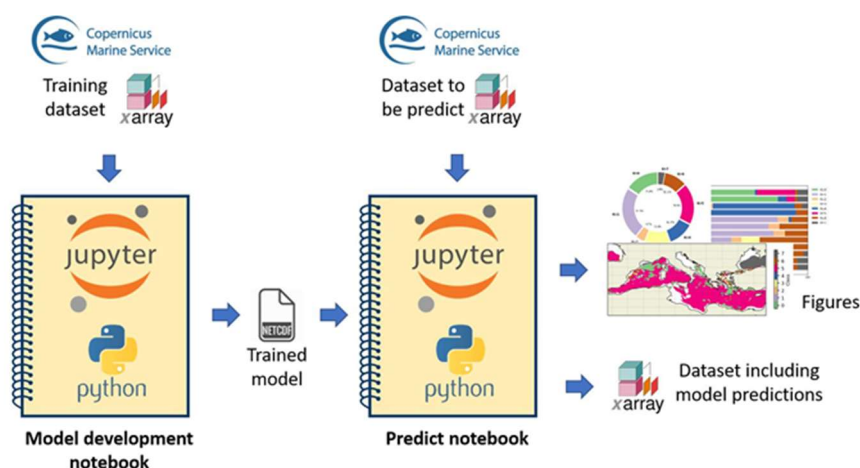 Copernicus
Marine Service
Training
dataset
xarray
Copernicus
Marine Service
Dataset to
be predict
xarray
jupyter
python
Model development
notebook
NETCDF
Trained
model
jupyter
python
Predict notebook
Figures
xarray
Dataset including
model predictions